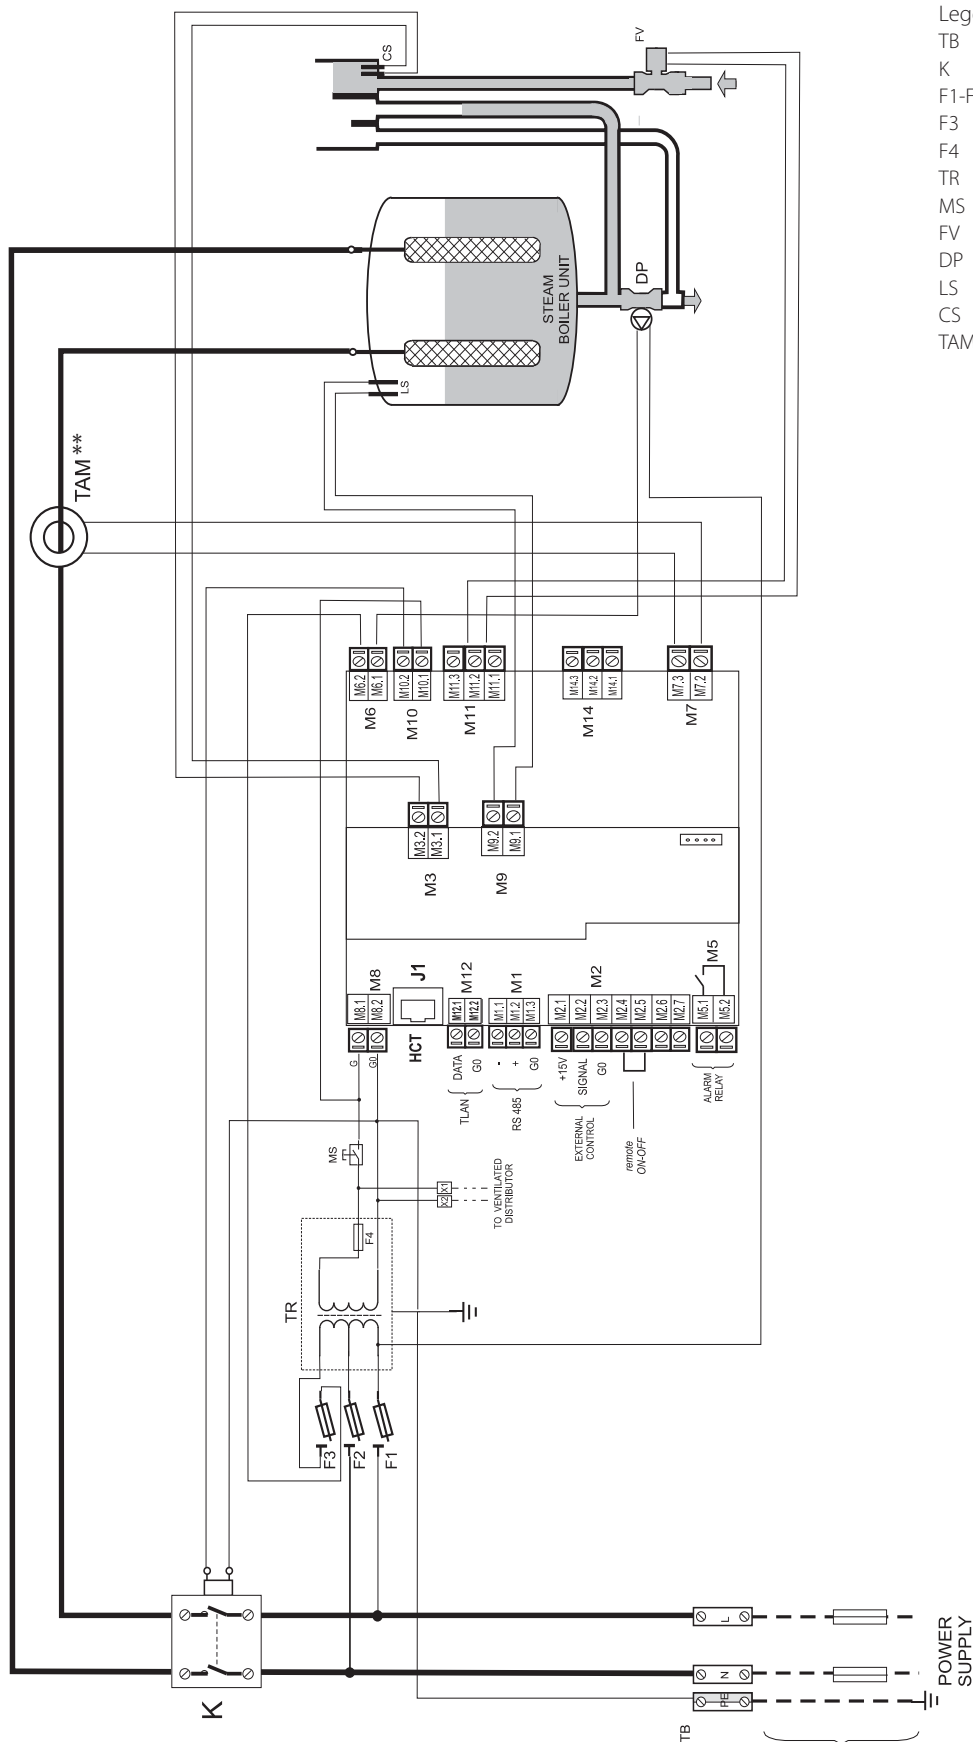 Leg
TB
K
F1-F
F3
F4
TR
MS
FV
DP
LS
CS
TAM
CS
FV
STEAM
BOILER UNIT
DP
LS
TAM **
M6.2
M6.1
M10.2
M10.1
M11.3
M11.2
M11.1
M14.3
M14.2
M14.1
M7.3
M7.2
M6
M10
M11
M14
M7
M3.2
M3.1
M9.2
M9.1
M3
M9
M8
J1
M12
M1
M2
M5
M8.1
M8.2
M12.1
M12.2
M1.1
M1.2
M1.3
M2.1
M2.2
M2.3
M2.4
M2.5
M2.6
M2.7
M5.1
M5.2
HCT
G
G0
DATA
G0
TLAN
-
+
G0
RS 485
+15V
SIGNAL
G0
EXTERNAL
CONTROL
remote
ON-OFF
ALARM
RELAY
MS
X1
X2
TO VENTILATED
DISTRIBUTOR
F4
TR
F3
F2
F1
K
L
N
PE
TB
POWER
SUPPLY